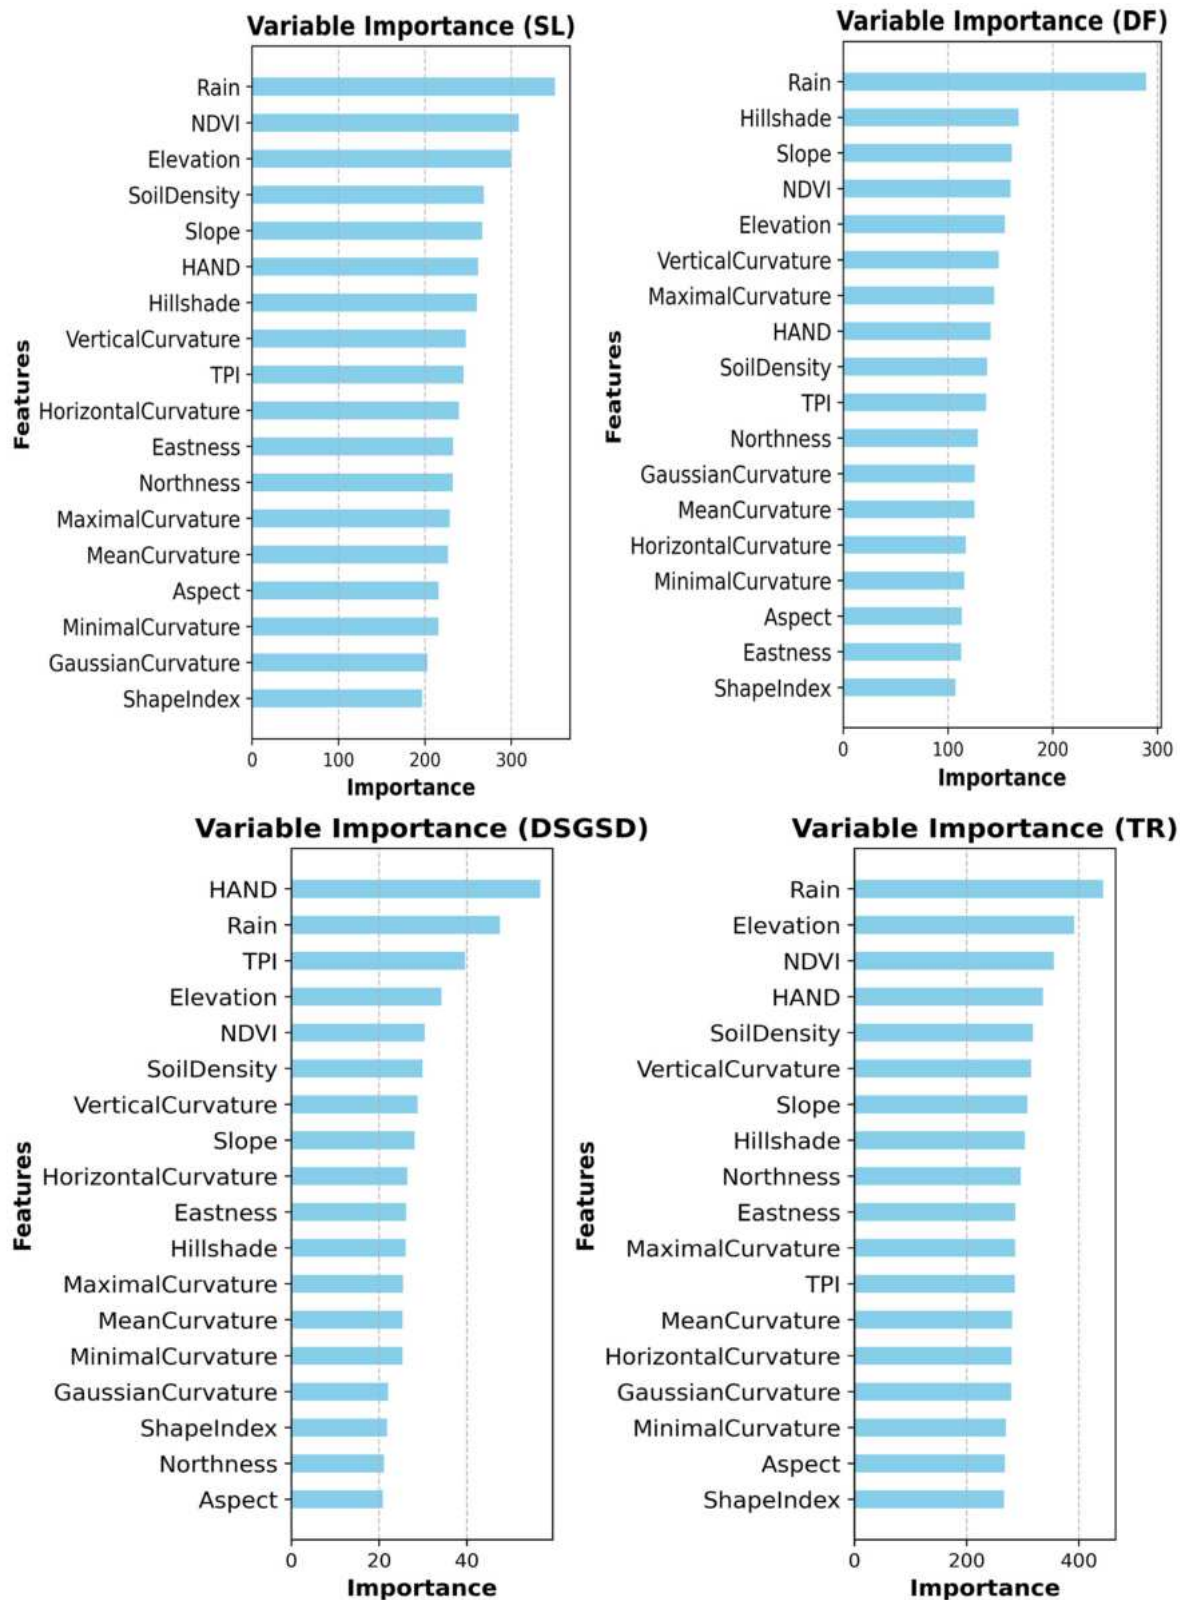 Variable Importance (SL)
Features
Rain
NDVI
Elevation
SoilDensity
Slope
HAND
Hillshade
VerticalCurvature
TPI
HorizontalCurvature
Eastness
Northness
MaximalCurvature
MeanCurvature
Aspect
MinimalCurvature
GaussianCurvature
ShapeIndex
0 100 200 300
Importance
Variable Importance (DF)
Features
Rain
Hillshade
Slope
NDVI
Elevation
VerticalCurvature
MaximalCurvature
HAND
SoilDensity
TPI
Northness
GaussianCurvature
MeanCurvature
HorizontalCurvature
MinimalCurvature
Aspect
Eastness
ShapeIndex
0 100 200 300
Importance
Variable Importance (DSGSD)
Features
HAND
Rain
TPI
Elevation
NDVI
SoilDensity
VerticalCurvature
Slope
HorizontalCurvature
Eastness
Hillshade
MaximalCurvature
MeanCurvature
MinimalCurvature
GaussianCurvature
ShapeIndex
Northness
Aspect
0 20 40
Importance
Variable Importance (TR)
Features
Rain
Elevation
NDVI
HAND
SoilDensity
VerticalCurvature
Slope
Hillshade
Northness
Eastness
MaximalCurvature
TPI
MeanCurvature
HorizontalCurvature
GaussianCurvature
MinimalCurvature
Aspect
ShapeIndex
0 200 400
Importance